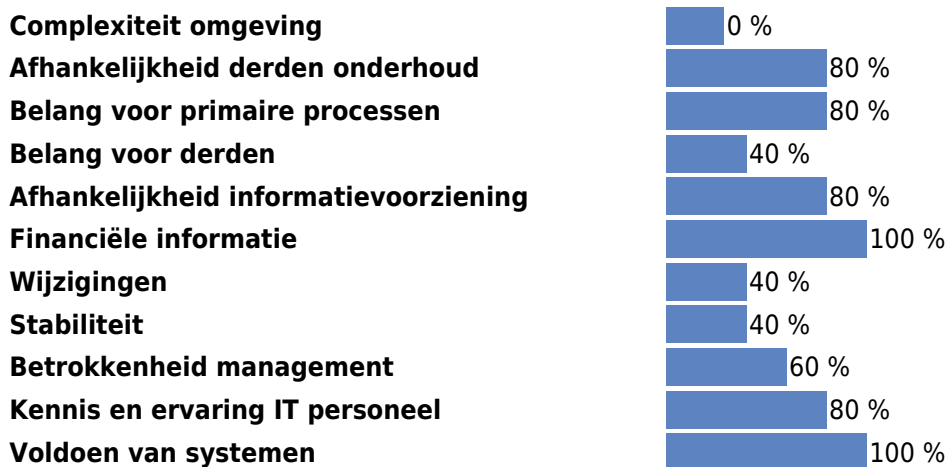 Complexiteit omgeving 0 %
Afhankelijkheid derden onderhoud 80 %
Belang voor primaire processen 80 %
Belang voor derden 40 %
Afhankelijkheid informatievoorziening 80 %
Financiële informatie 100 %
Wijzigingen 40 %
Stabiliteit 40 %
Betrokkenheid management 60 %
Kennis en ervaring IT personeel 80 %
Voldoen van systemen 100 %